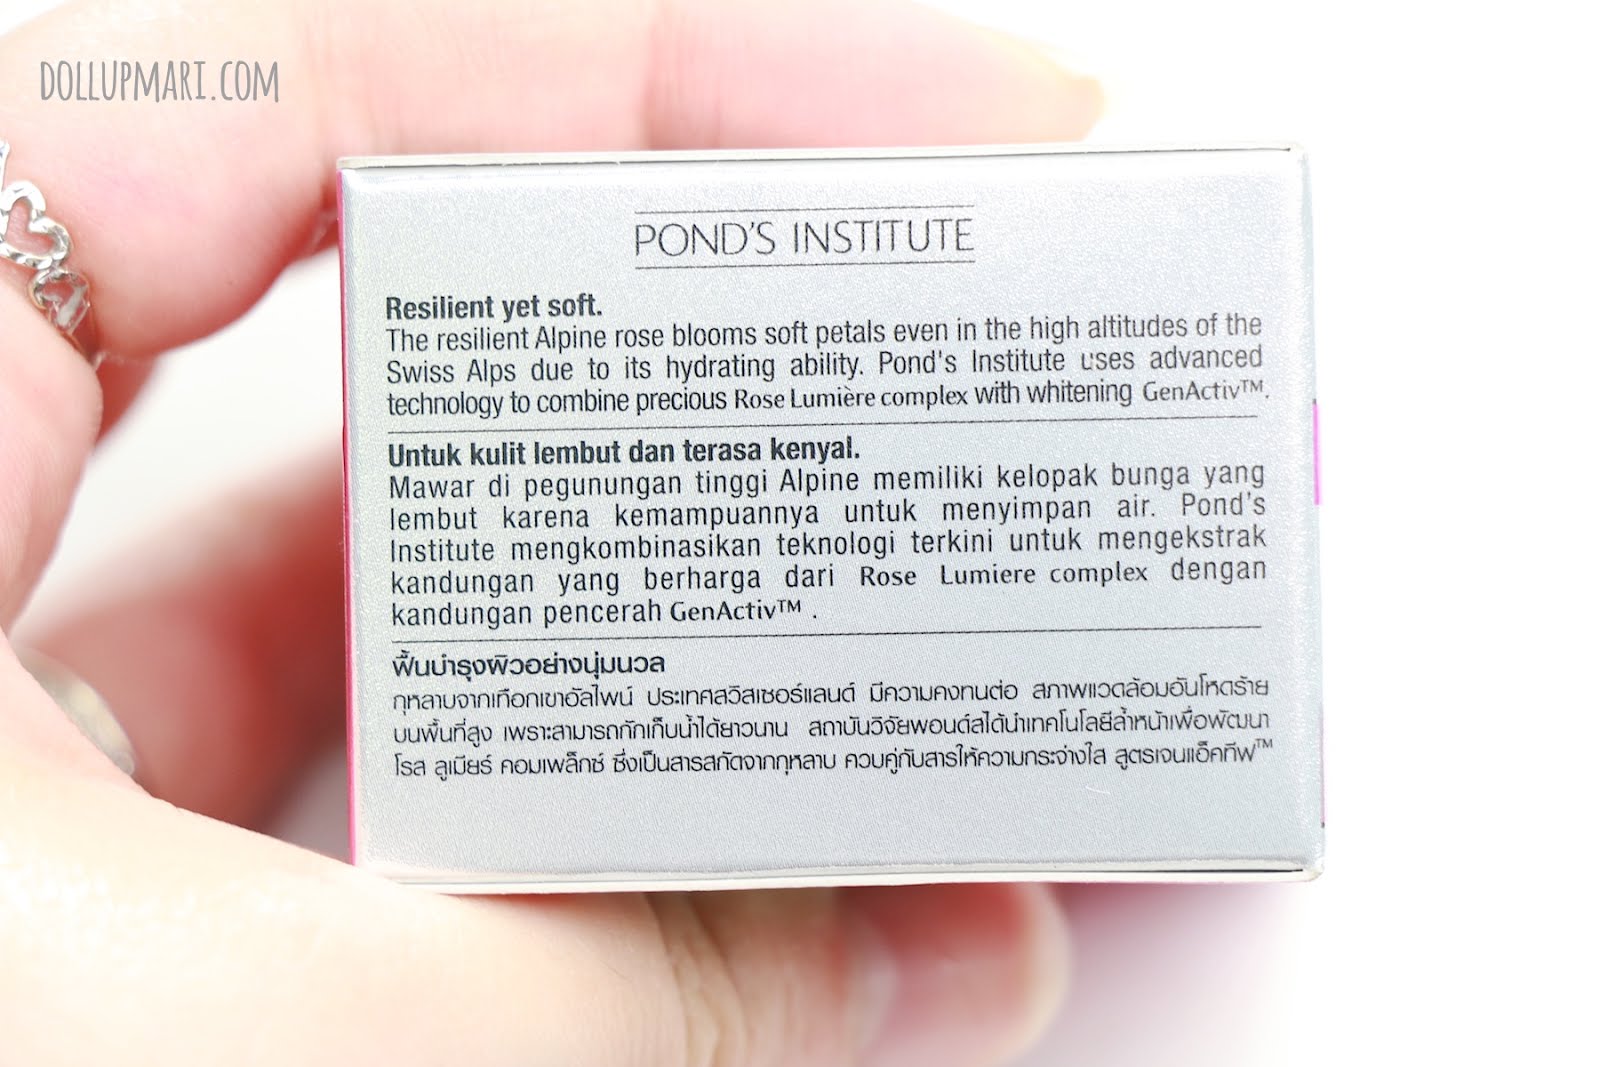 DOLLUPMARI.COM
POND'S INSTITUTE
Resilient yet soft.
The resilient Alpine rose blooms soft petals even in the high altitudes of the
Swiss Alps due to its hydrating ability. Pond's Institute uses advanced
technology to combine precious Rose Lumière complex with whitening GenActiv™.
Untuk kulit lembut dan terasa kenyal.
Mawar di pegunungan tinggi Alpine memiliki kelopak bunga yang
lembut karena kemampuannya untuk menyimpan air. Pond's
Institute mengkombinasikan teknologi terkini untuk mengekstrak
kandungan yang berharga dari Rose Lumiere complex dengan
kandungan pencerah GenActiv™ .
ฟื้นบำรุงผิวอย่างนุ่มนวล
กุหลาบจากเทือกเขาอัลไพน์ ประเทศสวิสเซอร์แลนด์ มีความคงทนต่อ สภาพแวดล้อมอันโหดร้าย
บนพื้นที่สูง เพราะสามารถกักเก็บน้ำได้ยาวนาน สถาบันวิจัยพอนด์สได้นำเทคโนโลยีล้ำหน้าเพื่อพัฒนา
โรส ลูเมียร์ คอมเพล็กซ์ ซึ่งเป็นสารสกัดจากกุหลาบ ควบคู่กับสารให้ความกระจ่างใส สูตรเจนแอ็คทีฟ™